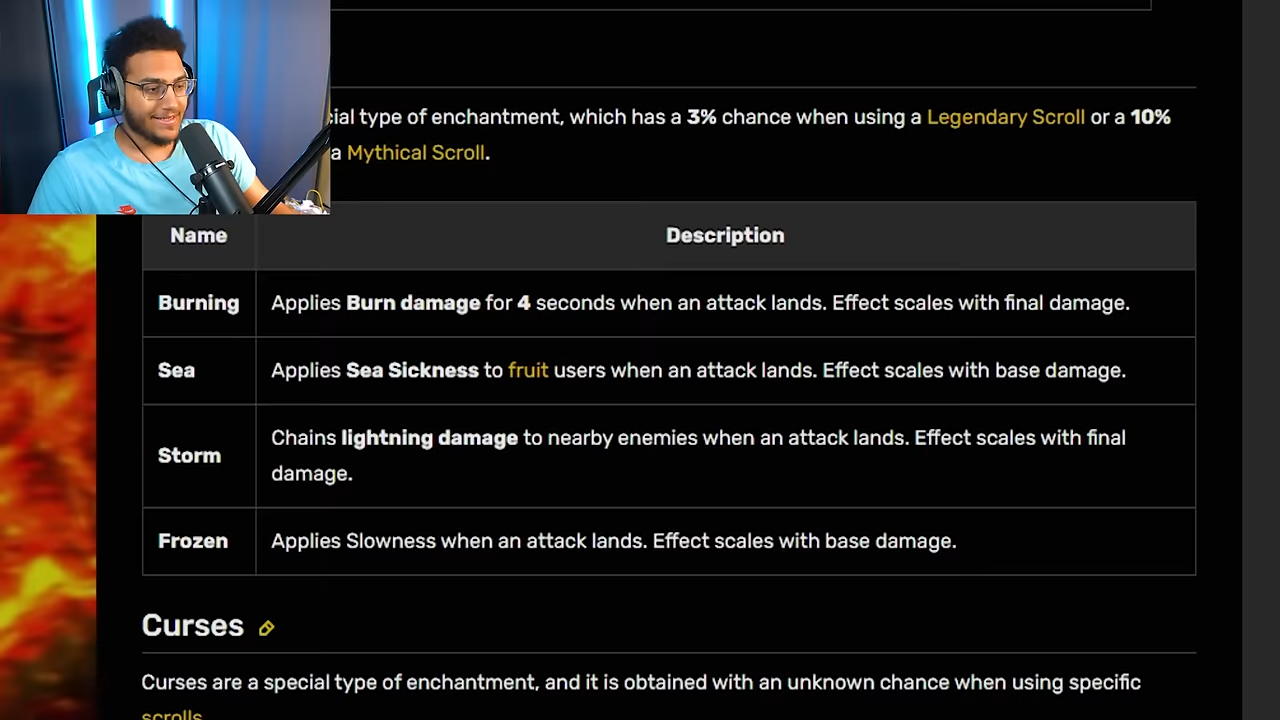 ial type of enchantment, which has a 3% chance when using a Legendary Scroll or a 10%
a Mythical Scroll.
Name Description
Burning Applies Burn damage for 4 seconds when an attack lands. Effect scales with final damage.
Sea Applies Sea Sickness to fruit users when an attack lands. Effect scales with base damage.
Storm Chains lightning damage to nearby enemies when an attack lands. Effect scales with final
damage.
Frozen Applies Slowness when an attack lands. Effect scales with base damage.
Curses
Curses are a special type of enchantment, and it is obtained with an unknown chance when using specific
scrolls